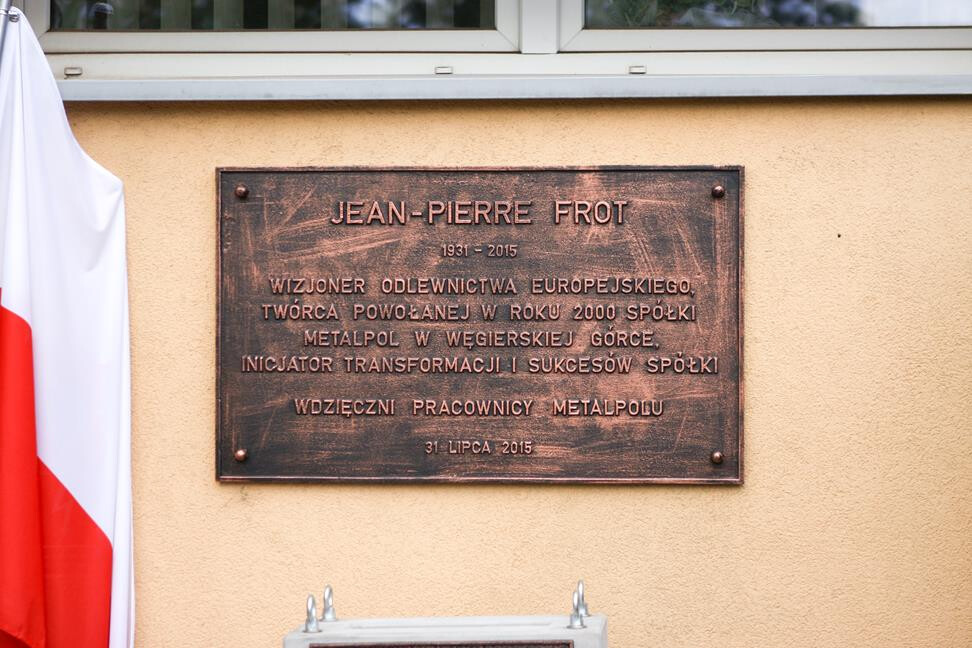 JEAN-PIERRE FROT
1931 - 2015
WIZJONER ODLEWNICTWA EUROPEJSKIEGO,
TWÓRCA POWOŁANEJ W ROKU 2000 SPÓŁKI
METALPOL W WĘGIERSKIEJ GÓRCE,
INICJATOR TRANSFORMACJI I SUKCESÓW SPÓŁKI
WDZIĘCZNI PRACOWNICY METALPOLU
31 LIPCA 2015